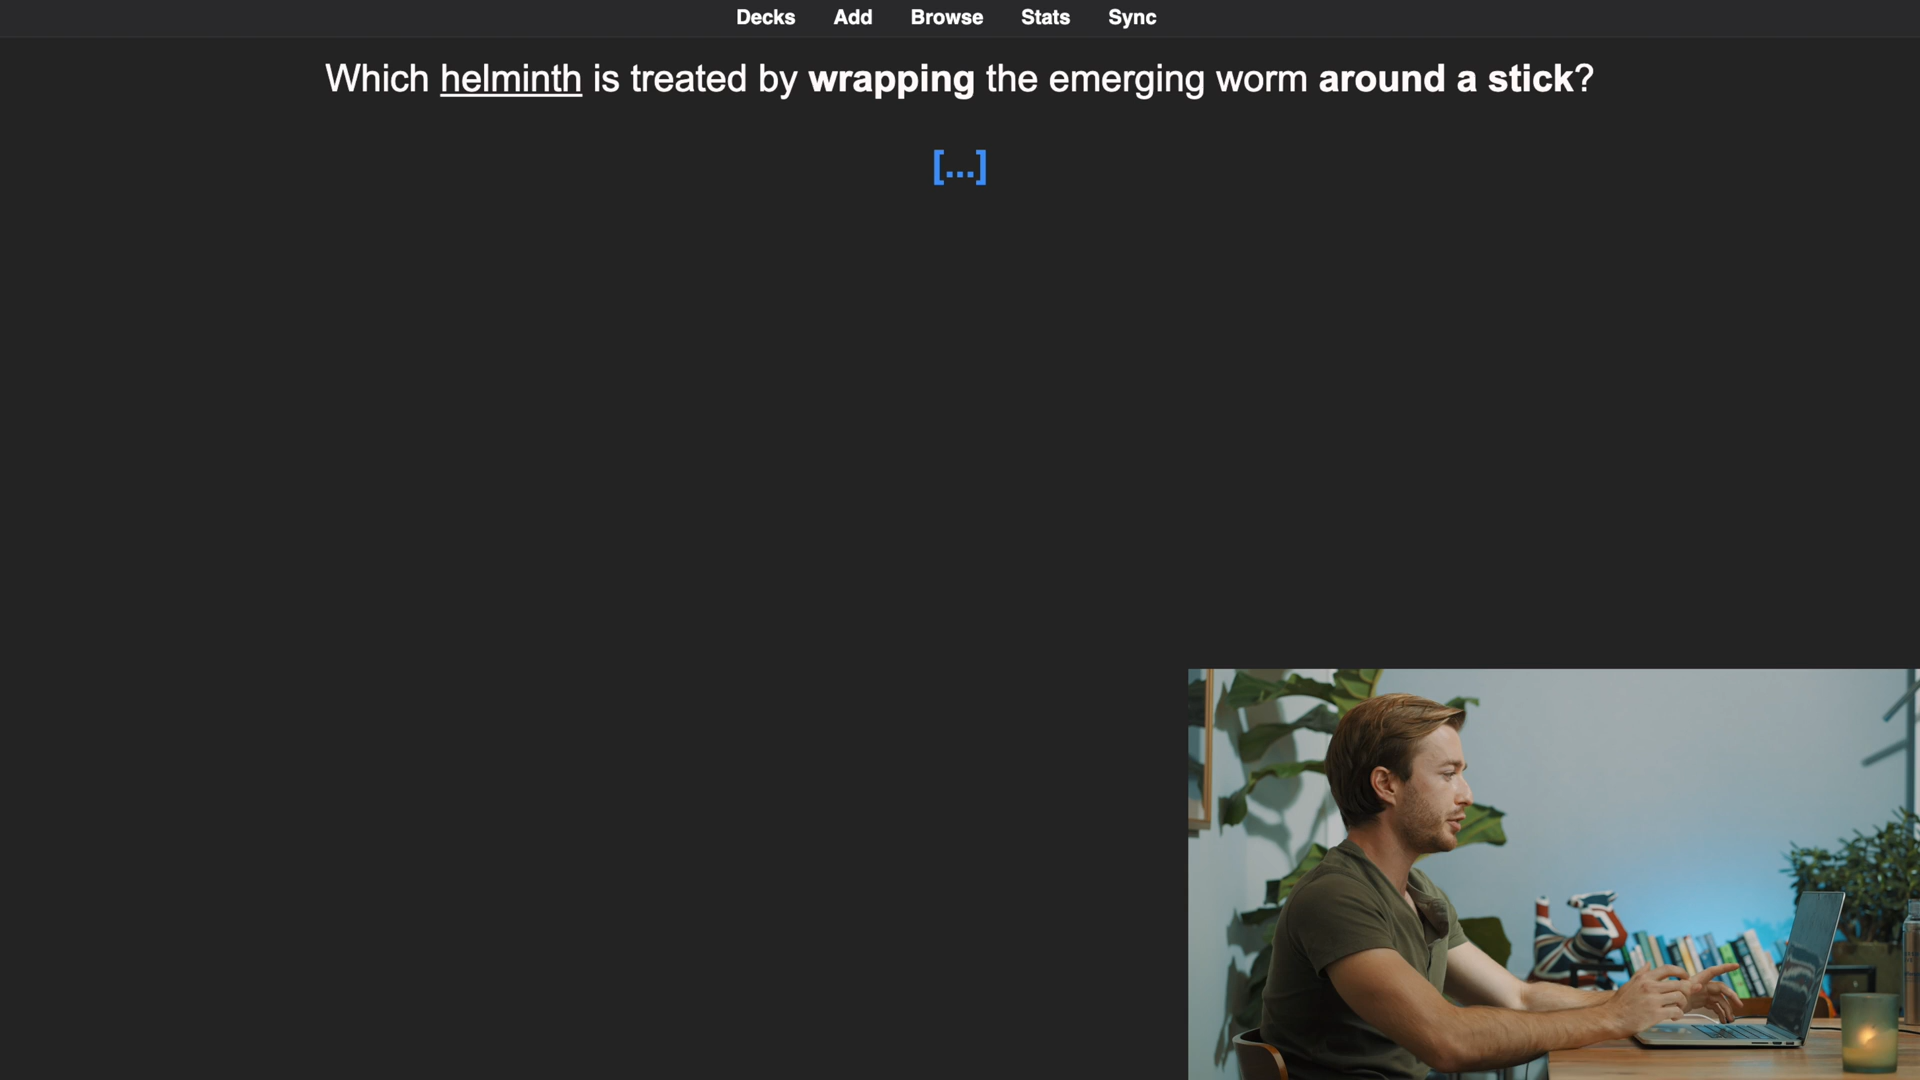 Decks Add Browse Stats Sync
Which helminth is treated by wrapping the emerging worm around a stick?
[...]